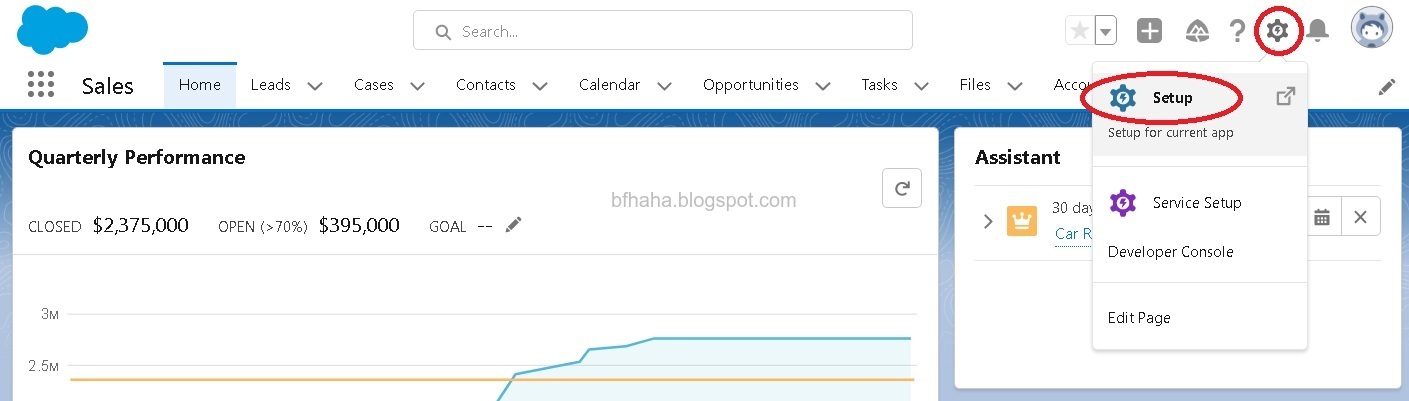 Search...
Sales Home Leads Cases Contacts Calendar Opportunities Tasks Files Accou
Setup
Setup for current app
Service Setup
Developer Console
Edit Page
Quarterly Performance
bfhaha.blogspot.com
CLOSED $2,375,000 OPEN (>70%) $395,000 GOAL --
3M
2.5M
Assistant
30 day
Car R